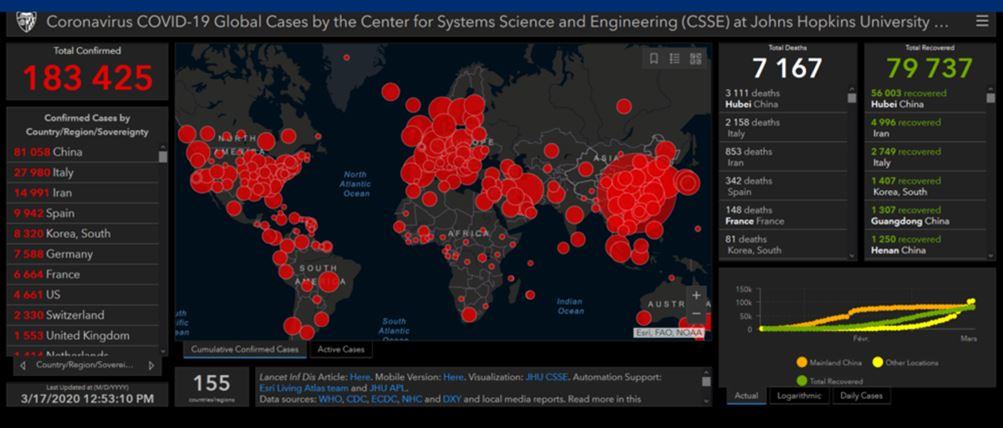 Coronavirus COVID-19 Global Cases by the Center for Systems Science and Engineering (CSSE) at Johns Hopkins University ...
Total Confirmed
183 425
Confirmed Cases by
Country/Region/Sovereignty
81 058 China
27 980 Italy
14 991 Iran
9 942 Spain
8 320 Korea, South
7 588 Germany
6 664 France
4 661 US
2 330 Switzerland
1 553 United Kingdom
Netherlands
Country/Region/Soverei...
Last Updated at (M/D/YYYY)
3/17/2020 12:53:10 PM
NORTH
AMERICA
North
Atlantic
Ocean
ASIA
AFRICA
SOUTH
AMERICA
Indian
Ocean
South
Atlantic
AUSTR
+
−
Esri, FAO, NOAA
Cumulative Confirmed Cases
Active Cases
155
countries/regions
Lancet Inf Dis Article: Here. Mobile Version: Here. Visualization: JHU CSSE. Automation Support:
Esri Living Atlas team and JHU APL.
Data sources: WHO, CDC, ECDC, NHC and DXY and local media reports. Read more in this
Total Deaths
7 167
3 111 deaths
Hubei China
2 158 deaths
Italy
853 deaths
Iran
342 deaths
Spain
148 deaths
France France
81 deaths
Korea, South
Total Recovered
79 737
56 003 recovered
Hubei China
4 996 recovered
Iran
2 749 recovered
Italy
1 407 recovered
Korea, South
1 307 recovered
Guangdong China
1 250 recovered
Henan China
150k
100k
50k
0
Févr.
Mars
Mainland China
Other Locations
Total Recovered
Actual
Logarithmic
Daily Cases